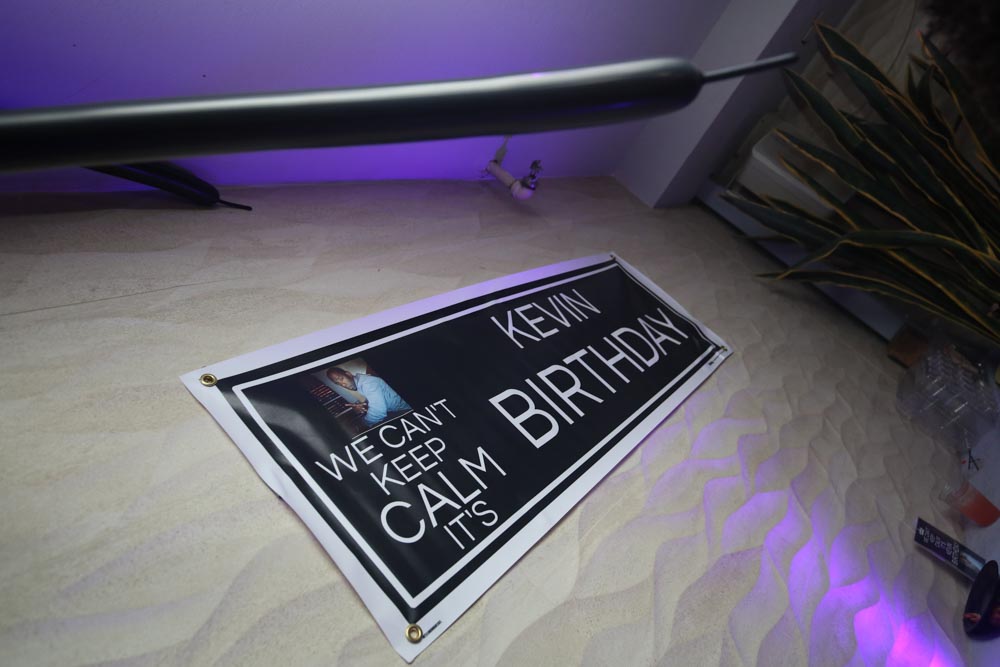 WE CAN'T
KEEP
CALM
IT'S
KEVIN
BIRTHDAY